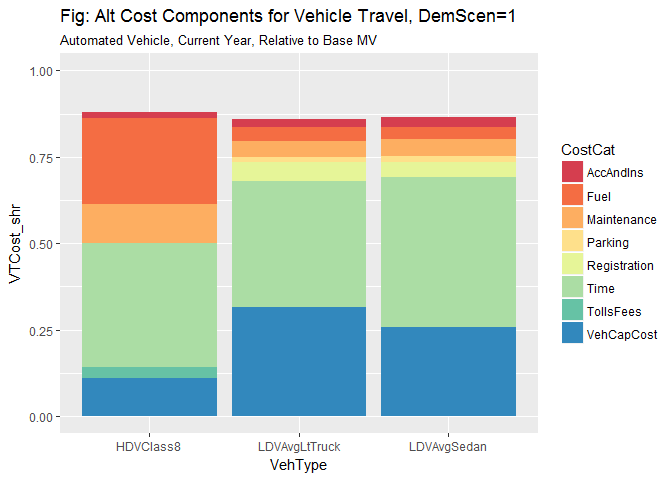 Fig: Alt Cost Components for Vehicle Travel, DemScen=1
Automated Vehicle, Current Year, Relative to Base MV
1.00
0.75
0.50
0.25
0.00
VTCost_shr
HDVClass8
LDVAvgLtTruck
LDVAvgSedan
VehType
CostCat
AccAndIns
Fuel
Maintenance
Parking
Registration
Time
TollsFees
VehCapCost